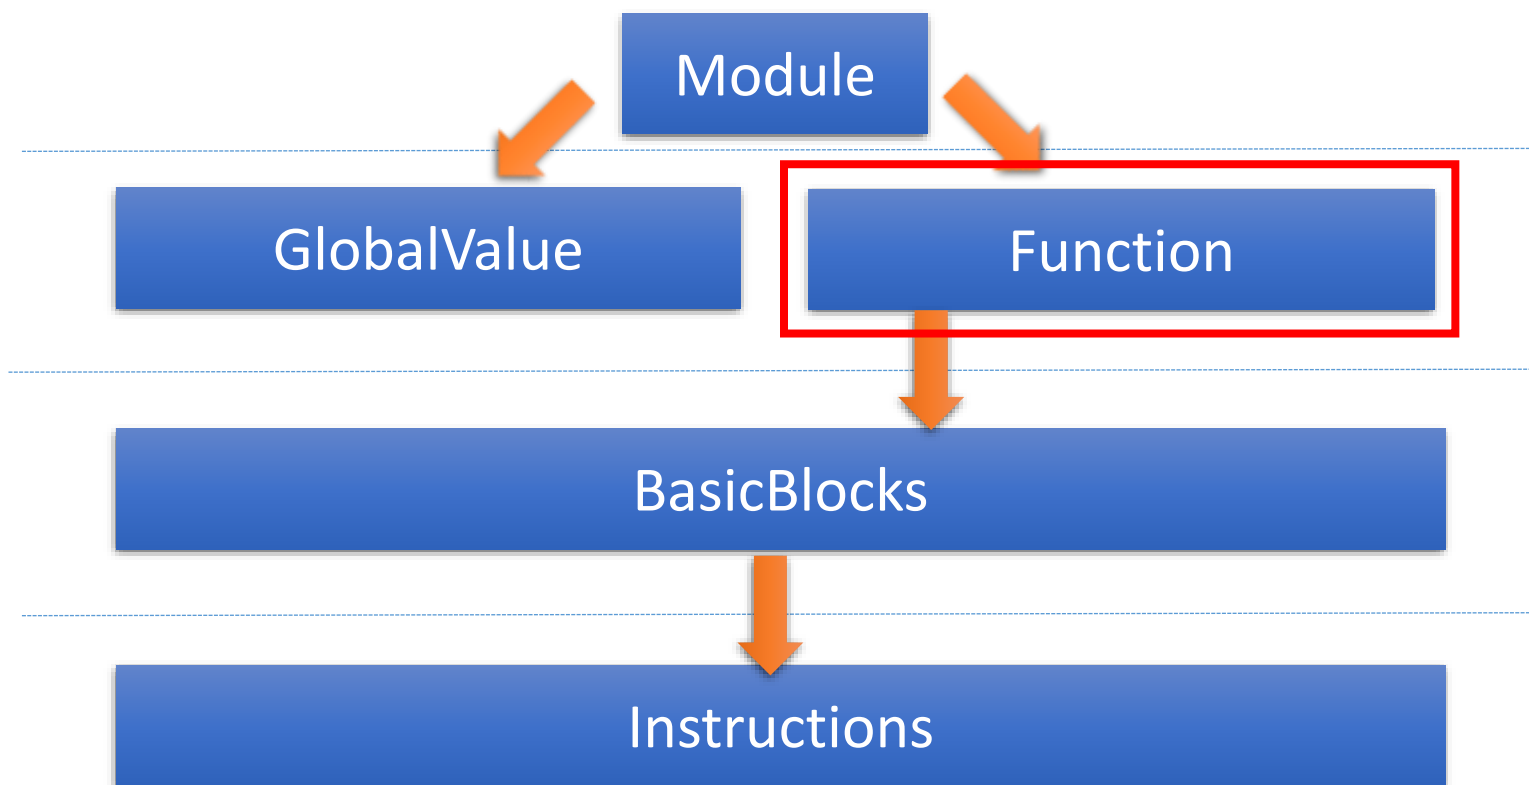 Module
GlobalValue
Function
BasicBlocks
Instructions